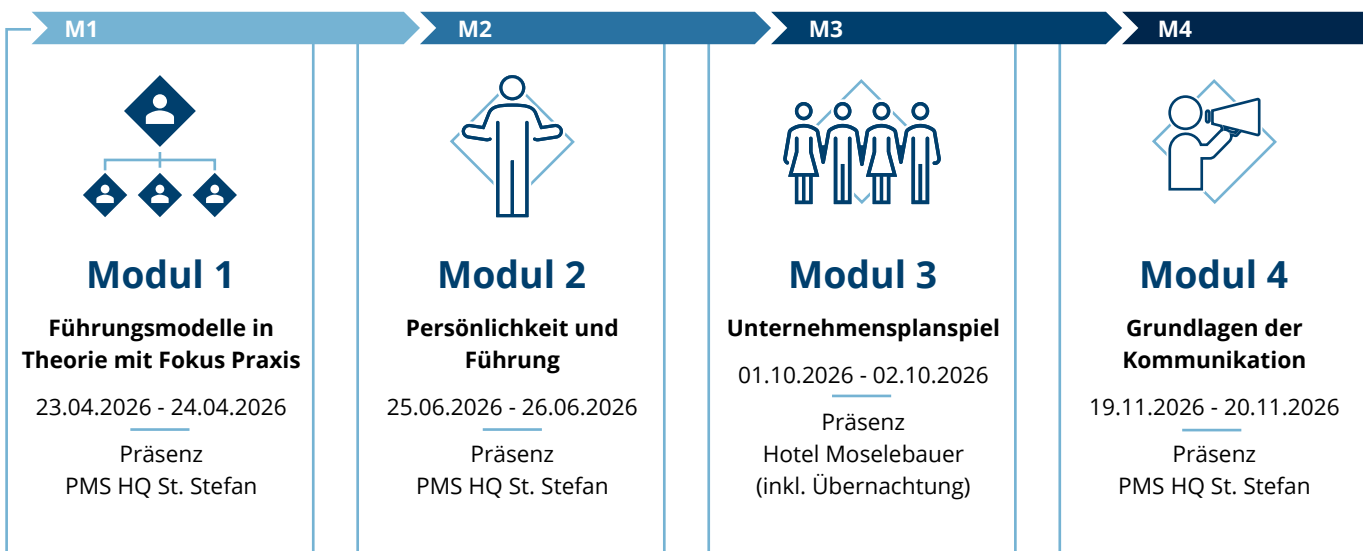 M1
M2
M3
M4
Modul 1
Führungsmodelle in
Theorie mit Fokus Praxis
23.04.2026 - 24.04.2026
Präsenz
PMS HQ St. Stefan
Modul 2
Persönlichkeit und
Führung
25.06.2026 - 26.06.2026
Präsenz
PMS HQ St. Stefan
Modul 3
Unternehmensplanspiel
01.10.2026 - 02.10.2026
Präsenz
Hotel Moselebauer
(inkl. Übernachtung)
Modul 4
Grundlagen der
Kommunikation
19.11.2026 - 20.11.2026
Präsenz
PMS HQ St. Stefan